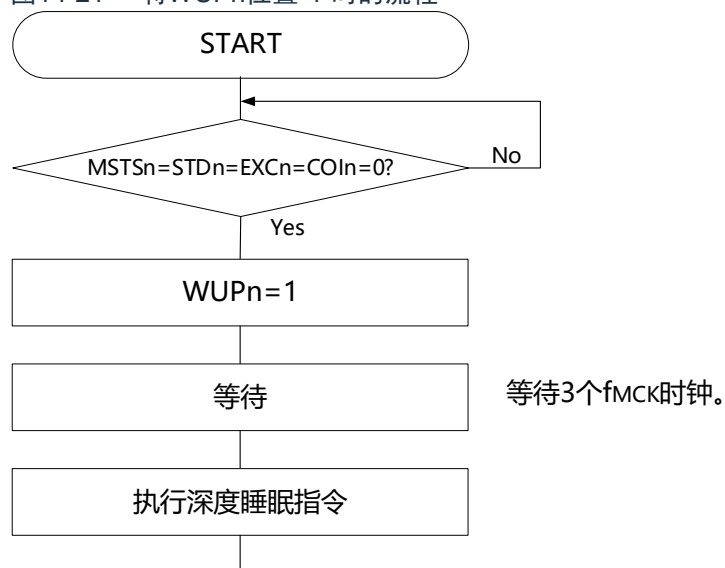 START
MSTSn=STDn=EXCn=COIn=0?
No
Yes
WUPn=1
等待
等待3个fMCK时钟。
执行深度睡眠指令